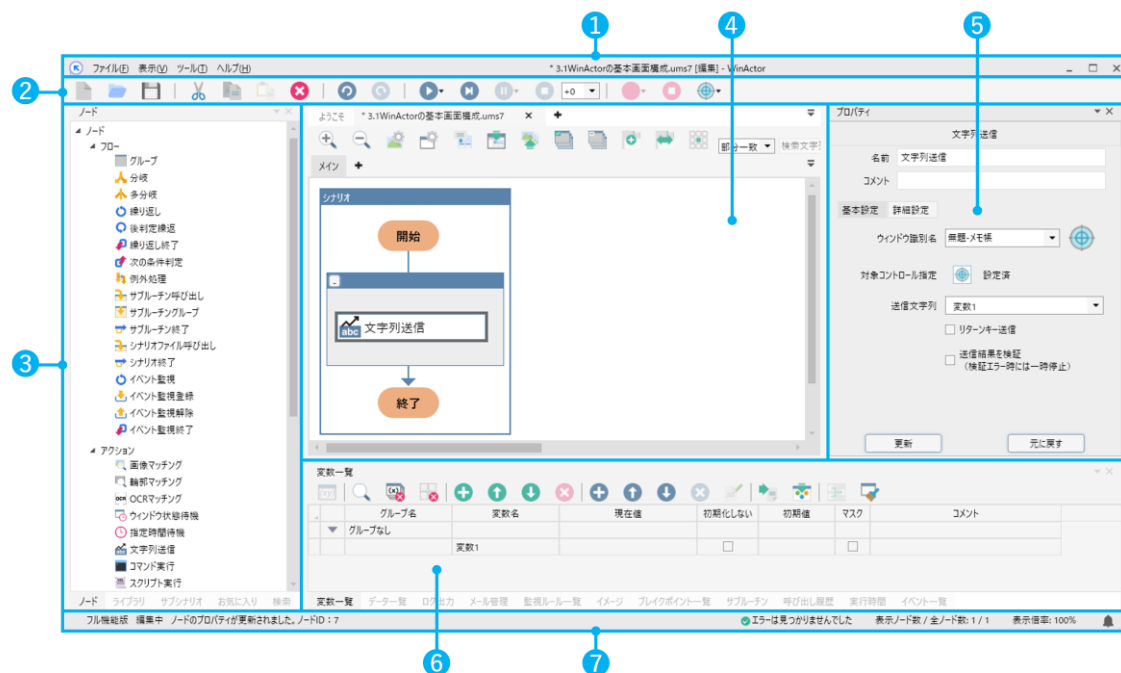 1
ファイル(F) 表示(V) ツール(T) ヘルプ(H) * 3.1WinActorの基本画面構成.ums7 [編集] - WinActor
2
+0
3
ノード
ノード
フロー
グループ
分岐
多分岐
繰り返し
後判定繰返
繰り返し終了
次の条件判定
例外処理
サブルーチン呼び出し
サブルーチングループ
サブルーチン終了
シナリオファイル呼び出し
シナリオ終了
イベント監視
イベント監視登録
イベント監視解除
イベント監視終了
アクション
画像マッチング
輪郭マッチング
OCR OCRマッチング
ウィンドウ状態待機
指定時間待機
文字列送信
コマンド実行
スクリプト実行
ノード ライブラリ サブシナリオ お気に入り 検索
4
ようこそ * 3.1WinActorの基本画面構成.ums7
部分一致 検索文字
メイン
シナリオ
開始
abc 文字列送信
終了
5
プロパティ
文字列送信
名前 文字列送信
コメント
基本設定 詳細設定
ウィンドウ識別名 無題-メモ帳
対象コントロール指定 設定済
送信文字列 変数1
リターンキー送信
送信結果を検証
(検証エラー時には一時停止)
更新 元に戻す
変数一覧
グループ名 変数名 現在値 初期化しない 初期値 マスク コメント
グループなし
変数1
変数一覧 データ一覧 ログ出力 メール管理 監視ルール一覧 イメージ ブレイクポイント一覧 サブルーチン 呼び出し履歴 実行時間 イベント一覧
フル機能版 編集中 ノードのプロパティが更新されました。ノードID:7 エラーは見つかりませんでした 表示ノード数 / 全ノード数: 1 / 1 表示倍率: 100%
6
7